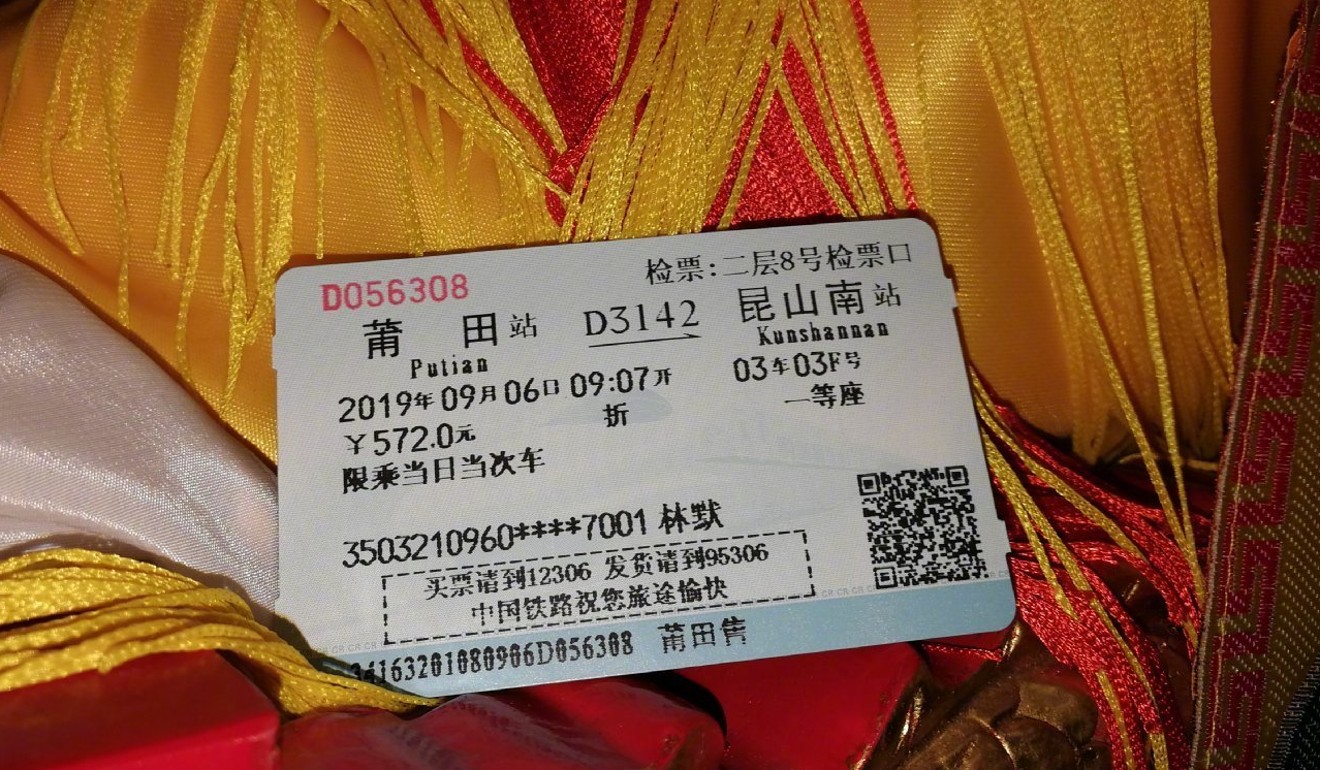 D056308
检票:二层8号检票口
莆 田站 D3142 昆山南站
Putian Kunshannan
2019年09月06日09:07开 03车03F号
￥572.0元 折 一等座
限乘当日当次车
3503210960****7001 林默
买票请到12306 发货请到95306
中国铁路祝您旅途愉快
4163201080906D056308 莆田售